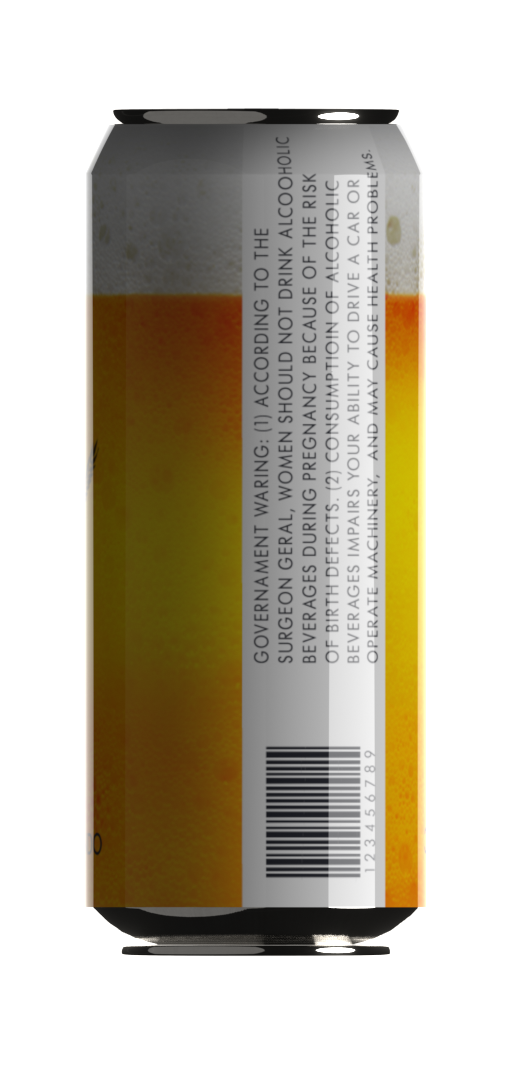 GOVERNAMENT WARING: (1) ACCORDING TO THE
SURGEON GERAL, WOMEN SHOULD NOT DRINK ALCOOHOLIC
BEVERAGES DURING PREGNANCY BECAUSE OF THE RISK
OF BIRTH DEFECTS. (2) CONSUMPTIOIN OF ALCOHOLIC
BEVERAGES IMPAIRS YOUR ABILITY TO DRIVE A CAR OR
OPERATE MACHINERY, AND MAY CAUSE HEALTH PROBLEMS.
123456789